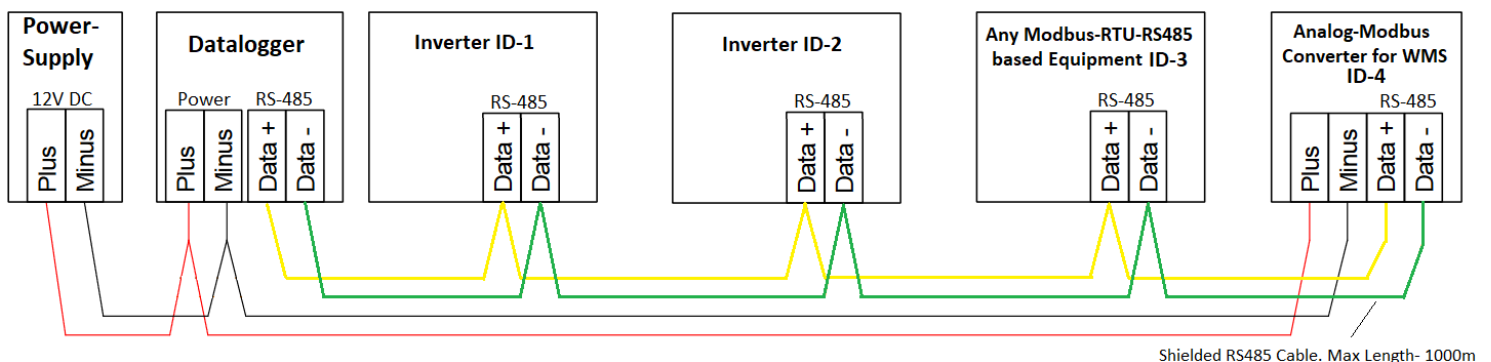 Power-
Supply
12V DC
Plus
Minus
Datalogger
Power
RS-485
Plus
Minus
Data +
Data -
Inverter ID-1
RS-485
Data +
Data -
Inverter ID-2
RS-485
Data +
Data -
Any Modbus-RTU-RS485
based Equipment ID-3
RS-485
Data +
Data -
Analog-Modbus
Converter for WMS
ID-4
RS-485
Plus
Minus
Data +
Data -
Shielded RS485 Cable. Max Length- 1000m